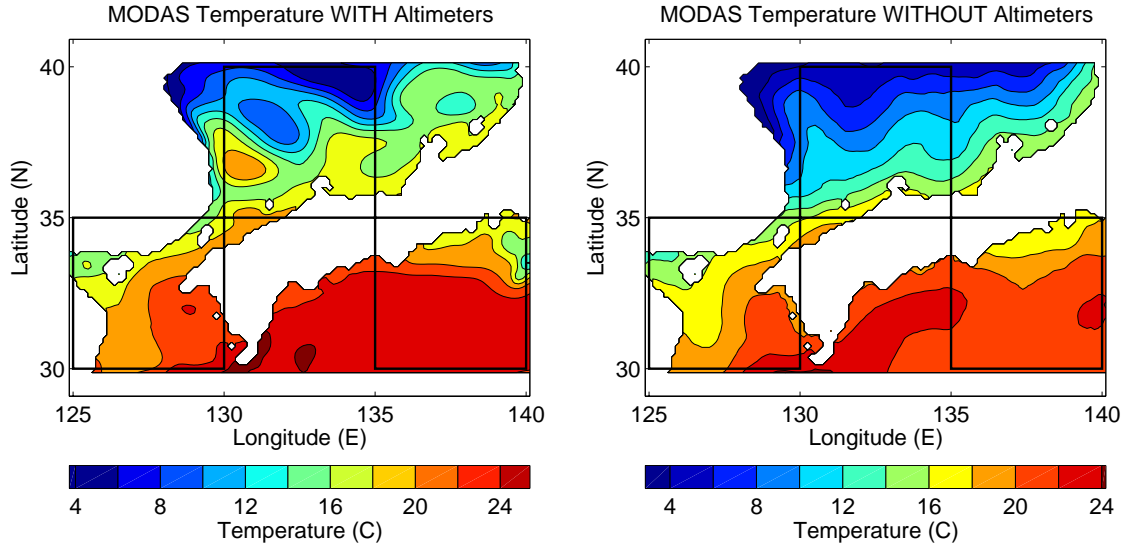 MODAS Temperature WITH Altimeters
40
35
30
Latitude (N)
125 130 135 140
Longitude (E)
4 8 12 16 20 24
Temperature (C)
MODAS Temperature WITHOUT Altimeters
40
35
30
Latitude (N)
125 130 135 140
Longitude (E)
4 8 12 16 20 24
Temperature (C)